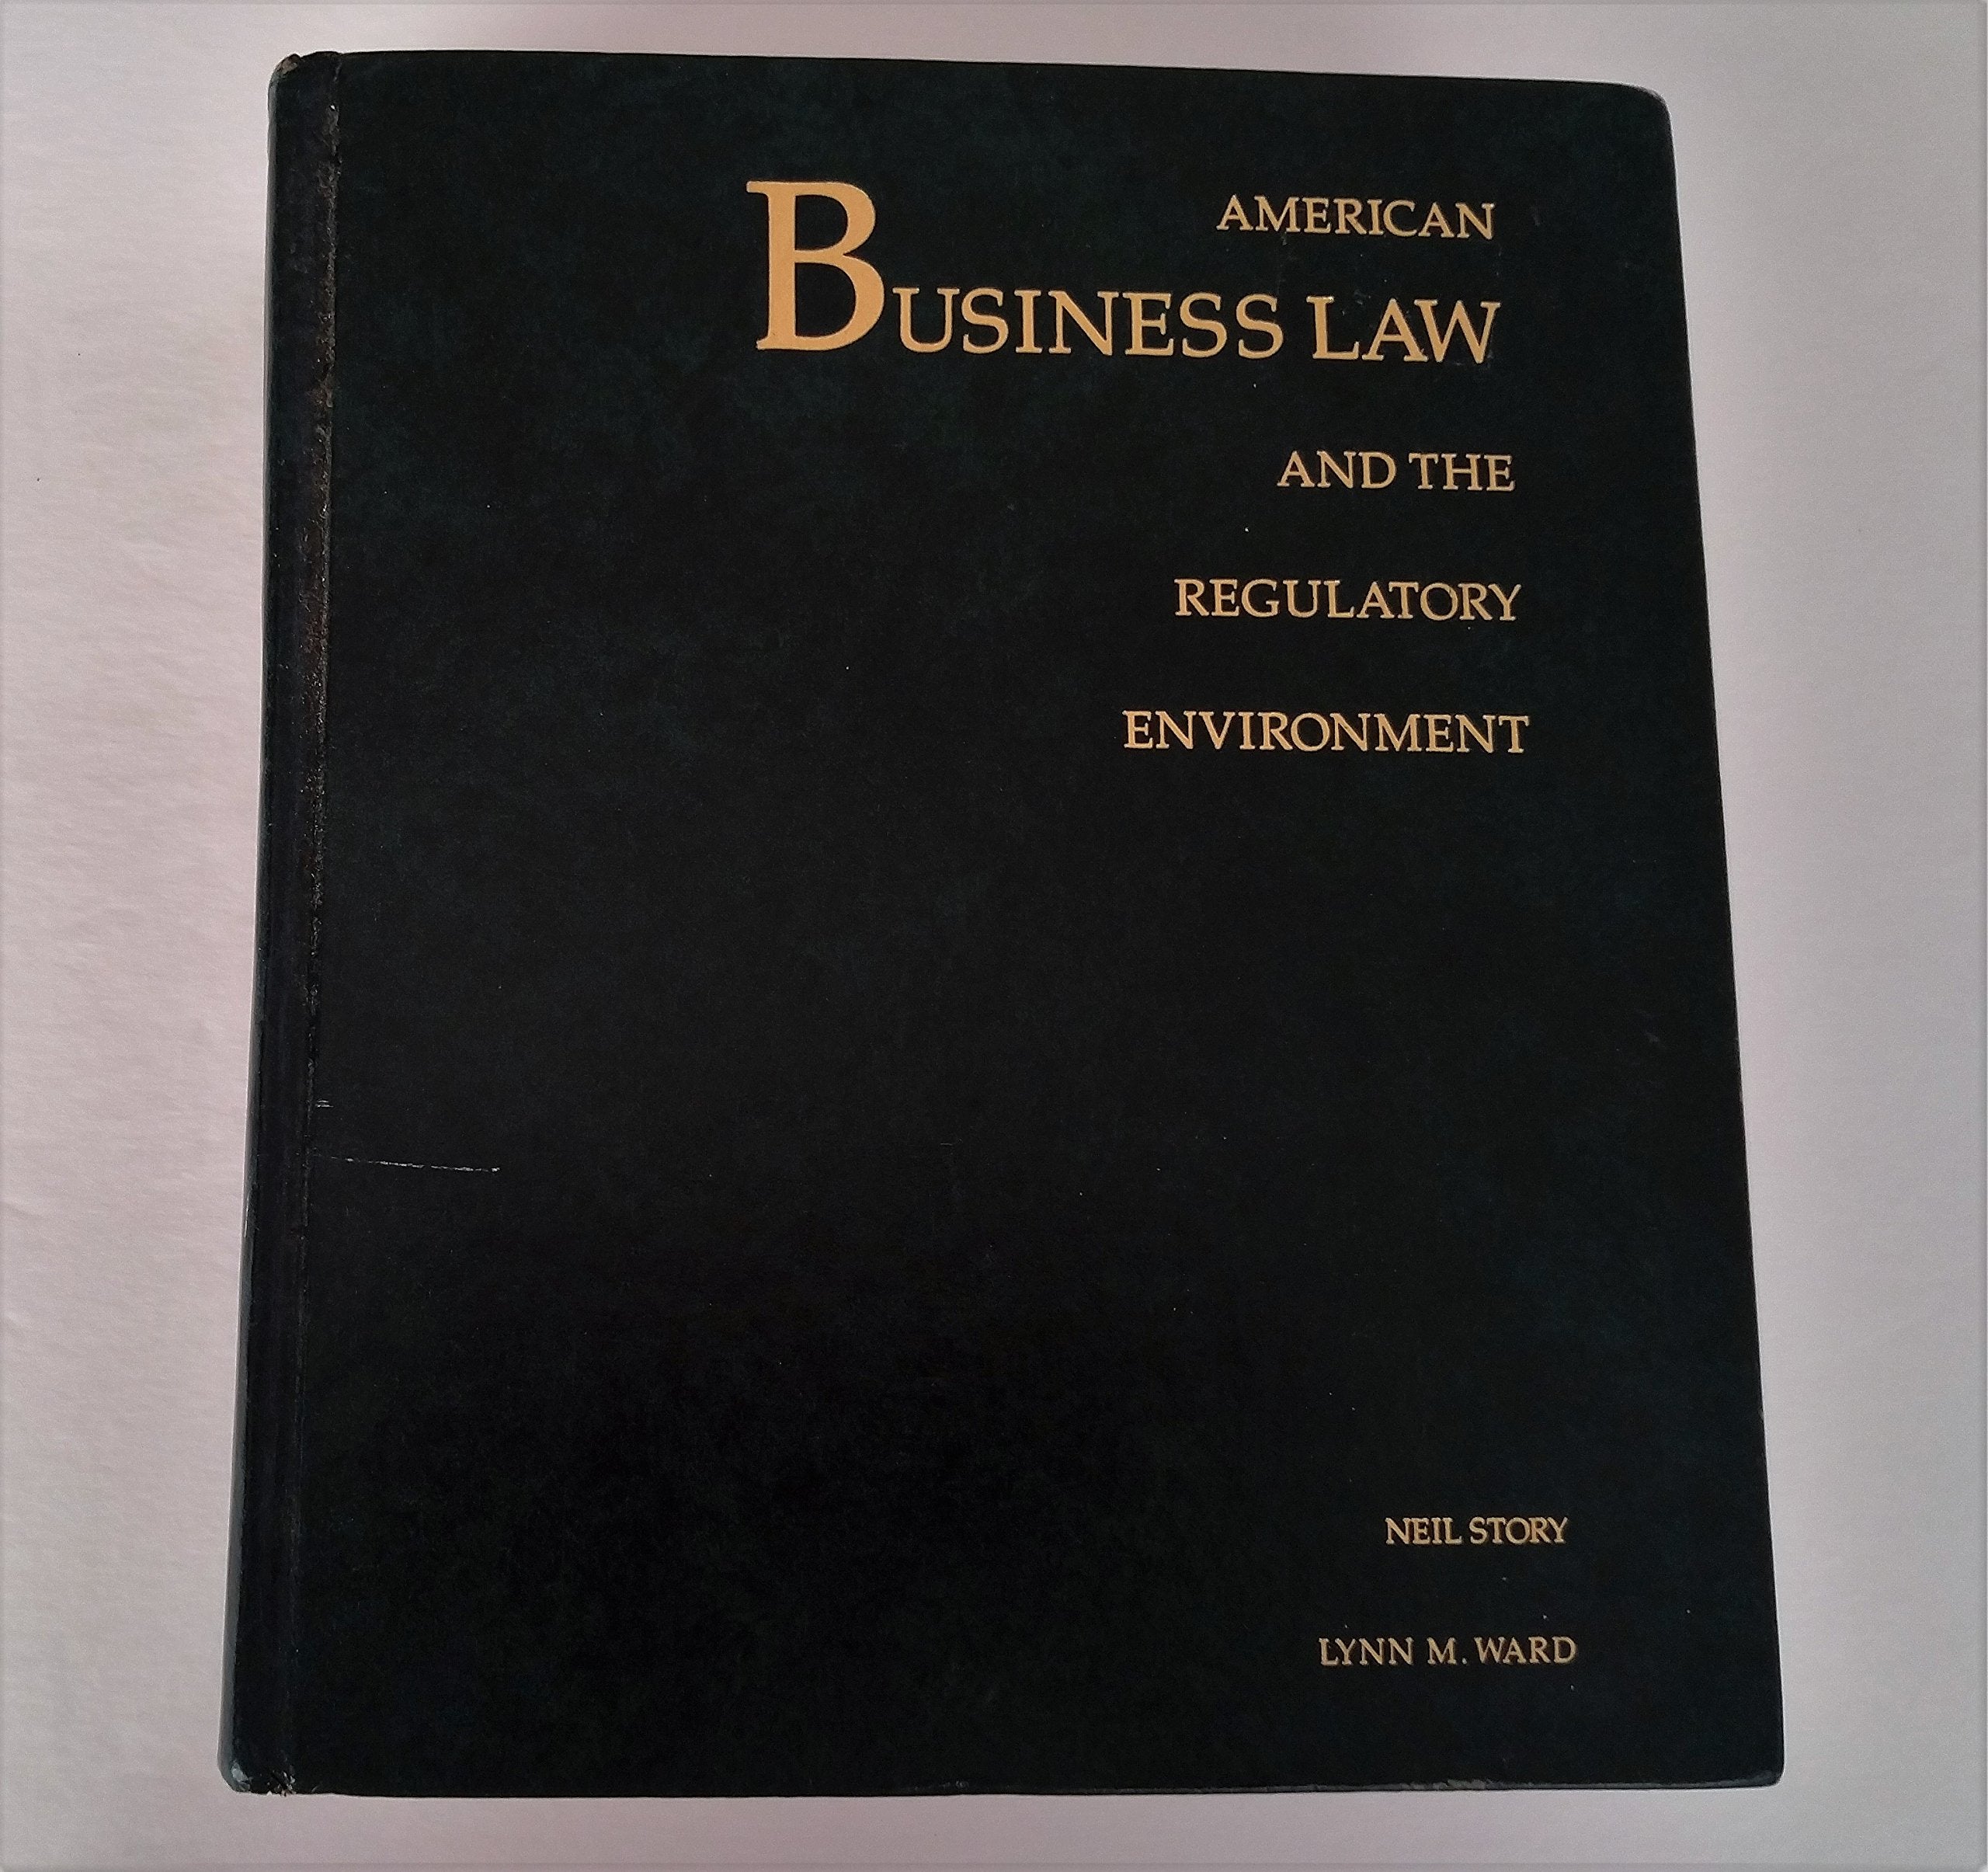 AMERICAN
BUSINESS LAW
AND THE
REGULATORY
ENVIRONMENT
NEIL STORY
LYNN M. WARD